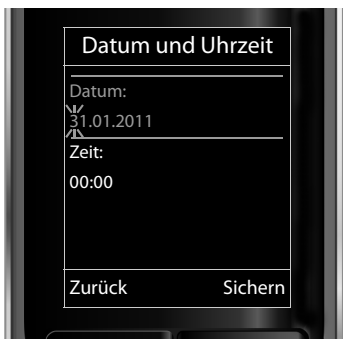 Datum und Uhrzeit
Datum:
31.01.2011
Zeit:
00:00
Zurück Sichern